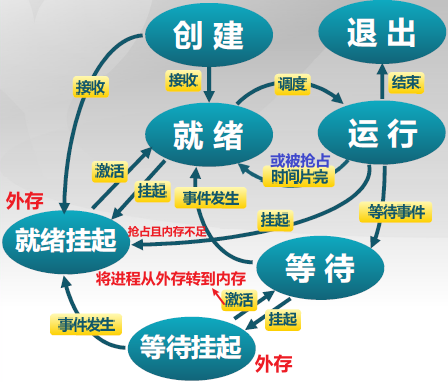 创建
退出
接收
接收
调度
结束
就绪
运行
或被抢占
时间片完
激活
挂起
事件发生
等待事件
外存
挂起
抢占且内存不足
就绪挂起
等待
将进程从外存转到内存
激活
挂起
事件发生
等待挂起
外存